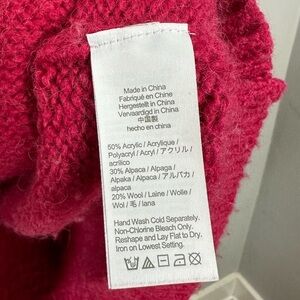 Made in China
Fabriqué en Chine
Hergestellt in China
Vervaardigd in China
中国製
hecho en china
50% Acrylic / Acrylique /
Polyacryl / Acryl / アクリル /
acrílico
30% Alpaca / Alpaga /
Alpaka / Alpaca / アルパカ /
alpaca
20% Wool / Laine / Wolle /
Wol / 毛 / lana
Hand Wash Cold Separately.
Non-Chlorine Bleach Only.
Reshape and Lay Flat to Dry.
Iron on Lowest Setting.